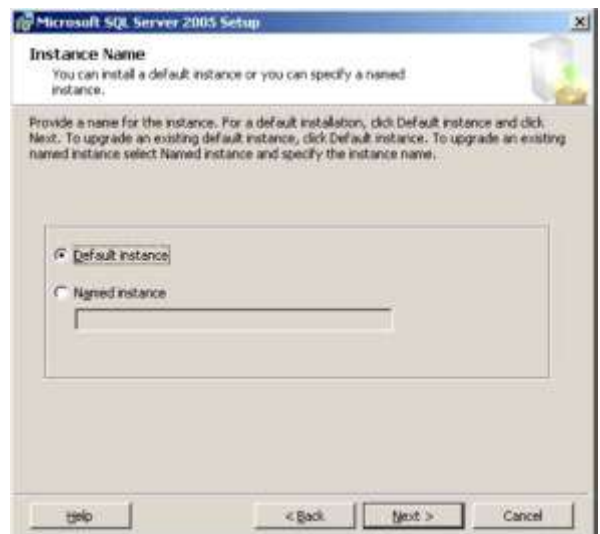 Microsoft SQL Server 2005 Setup
Instance Name
You can install a default instance or you can specify a named
instance.
Provide a name for the instance. For a default installation, click Default instance and click
Next. To upgrade an existing default instance, click Default instance. To upgrade an existing
named instance select Named instance and specify the instance name.
Default instance
Named instance
Help
< Back
Next >
Cancel